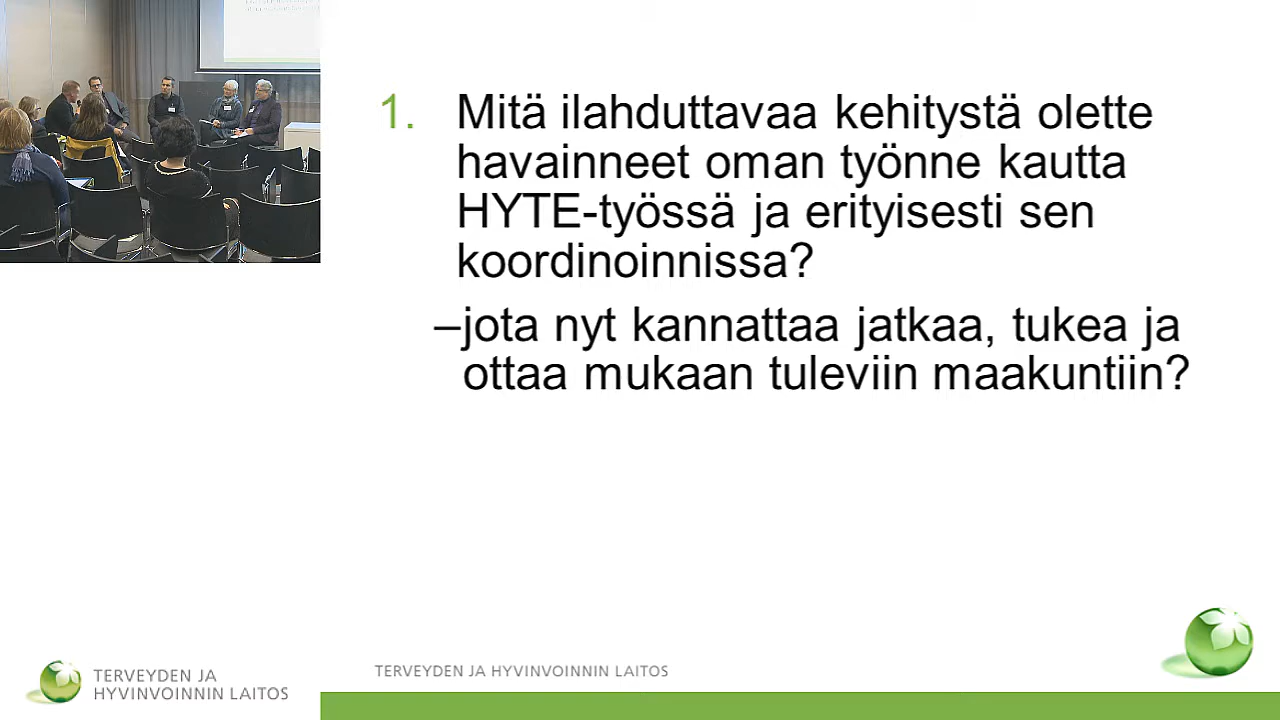 1. Mitä ilahduttavaa kehitystä olette
havainneet oman työnne kautta
HYTE-työssä ja erityisesti sen
koordinoinnissa?
–jota nyt kannattaa jatkaa, tukea ja
ottaa mukaan tuleviin maakuntiin?
TERVEYDEN JA
HYVINVOINNIN LAITOS
TERVEYDEN JA HYVINVOINNIN LAITOS